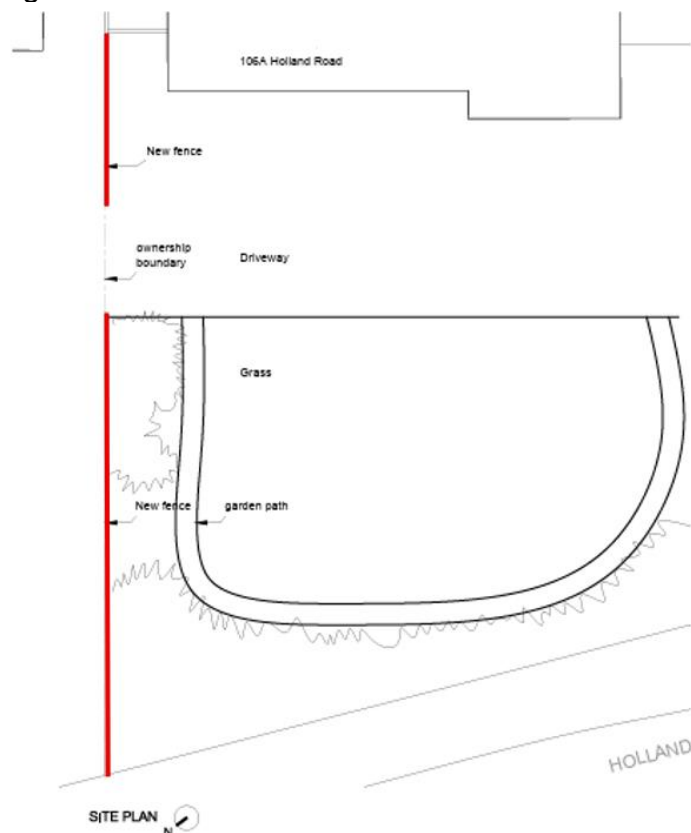 106A Holland Road
New fence
ownership
boundary
Driveway
Grass
New fence
garden path
HOLLAND
SITE PLAN
N